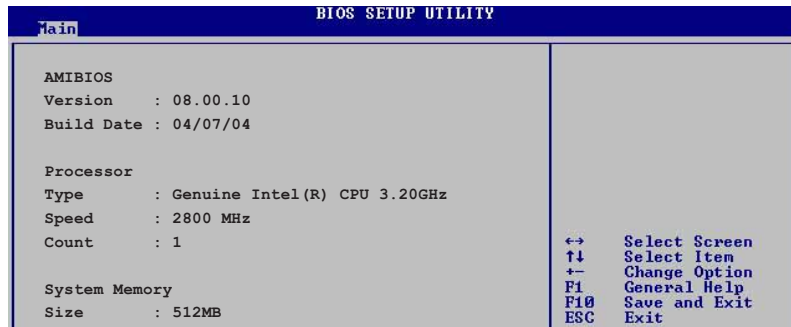 BIOS SETUP UTILITY
Main
AMIBIOS
Version : 08.00.10
Build Date : 04/07/04
Processor
Type : Genuine Intel(R) CPU 3.20GHz
Speed : 2800 MHz
Count : 1
System Memory
Size : 512MB
←→ Select Screen
↑↓ Select Item
+- Change Option
F1 General Help
F10 Save and Exit
ESC Exit